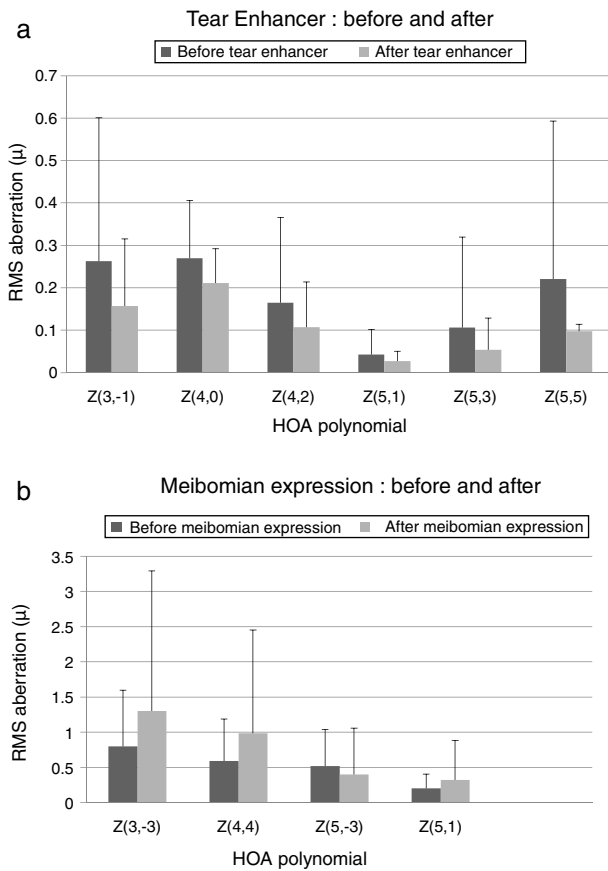 a
Tear Enhancer : before and after
Before tear enhancer After tear enhancer
RMS aberration (μ)
0.7
0.6
0.5
0.4
0.3
0.2
0.1
0
Z(3,-1) Z(4,0) Z(4,2) Z(5,1) Z(5,3) Z(5,5)
HOA polynomial
b
Meibomian expression : before and after
Before meibomian expression After meibomian expression
RMS aberration (μ)
3.5
3
2.5
2
1.5
1
0.5
0
Z(3,-3) Z(4,4) Z(5,-3) Z(5,1)
HOA polynomial